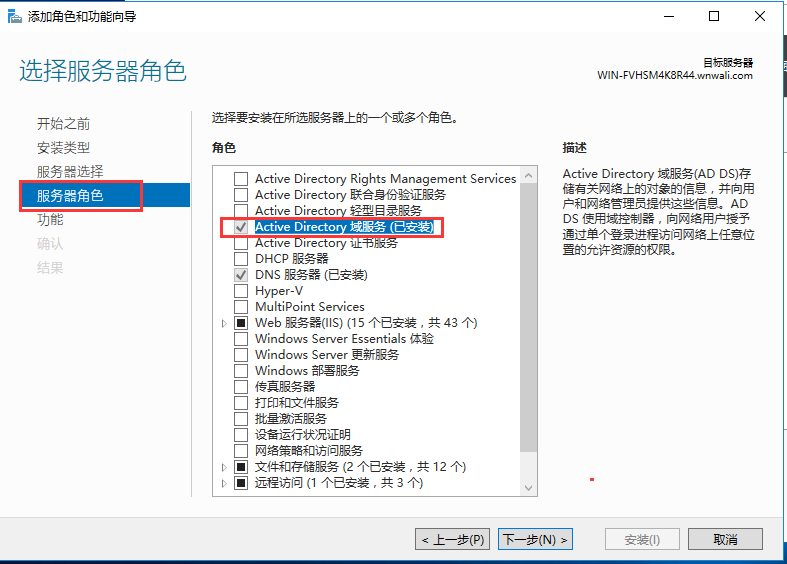 添加角色和功能向导
选择服务器角色
目标服务器
WIN-FVHSM4K8R44.wnwali.com
开始之前
安装类型
服务器选择
服务器角色
功能
确认
结果
选择要安装在所选服务器上的一个或多个角色。
角色
Active Directory Rights Management Services
Active Directory 联合身份验证服务
Active Directory 轻型目录服务
Active Directory 域服务 (已安装)
Active Directory 证书服务
DHCP 服务器
DNS 服务器 (已安装)
Hyper-V
MultiPoint Services
Web 服务器(IIS) (15 个已安装，共 43 个)
Windows Server Essentials 体验
Windows Server 更新服务
Windows 部署服务
传真服务器
打印和文件服务
批量激活服务
设备运行状况证明
网络策略和访问服务
文件和存储服务 (2 个已安装，共 12 个)
远程访问 (1 个已安装，共 3 个)
描述
Active Directory 域服务(AD DS)存
储有关网络上的对象的信息，并向用
户和网络管理员提供这些信息。AD
DS 使用域控制器，向网络用户授予
通过单个登录进程访问网络上任意位
置的允许资源的权限。
< 上一步(P)
下一步(N) >
安装(I)
取消